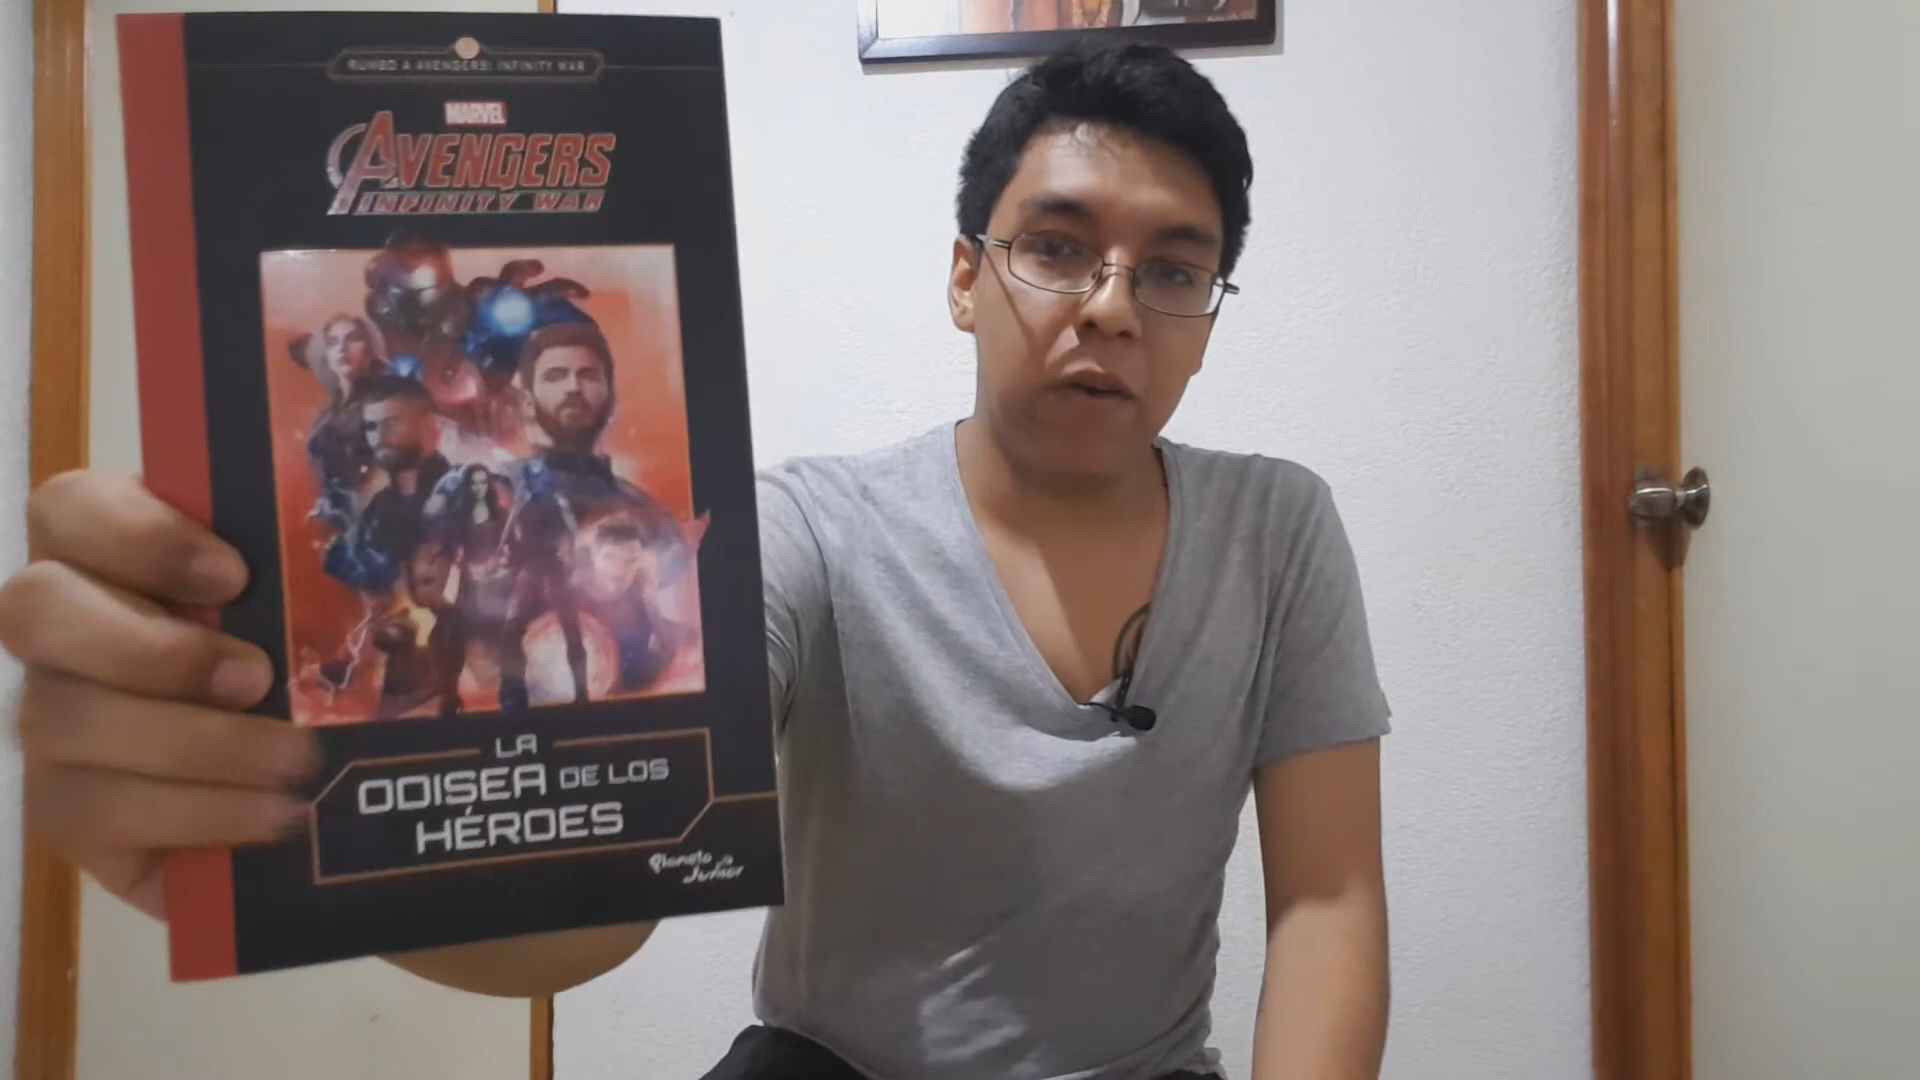 RUMBO A AVENGERS: INFINITY WAR
MARVEL
AVENGERS
INFINITY WAR
LA
ODISEA DE LOS
HÉROES
Planeta
Junior